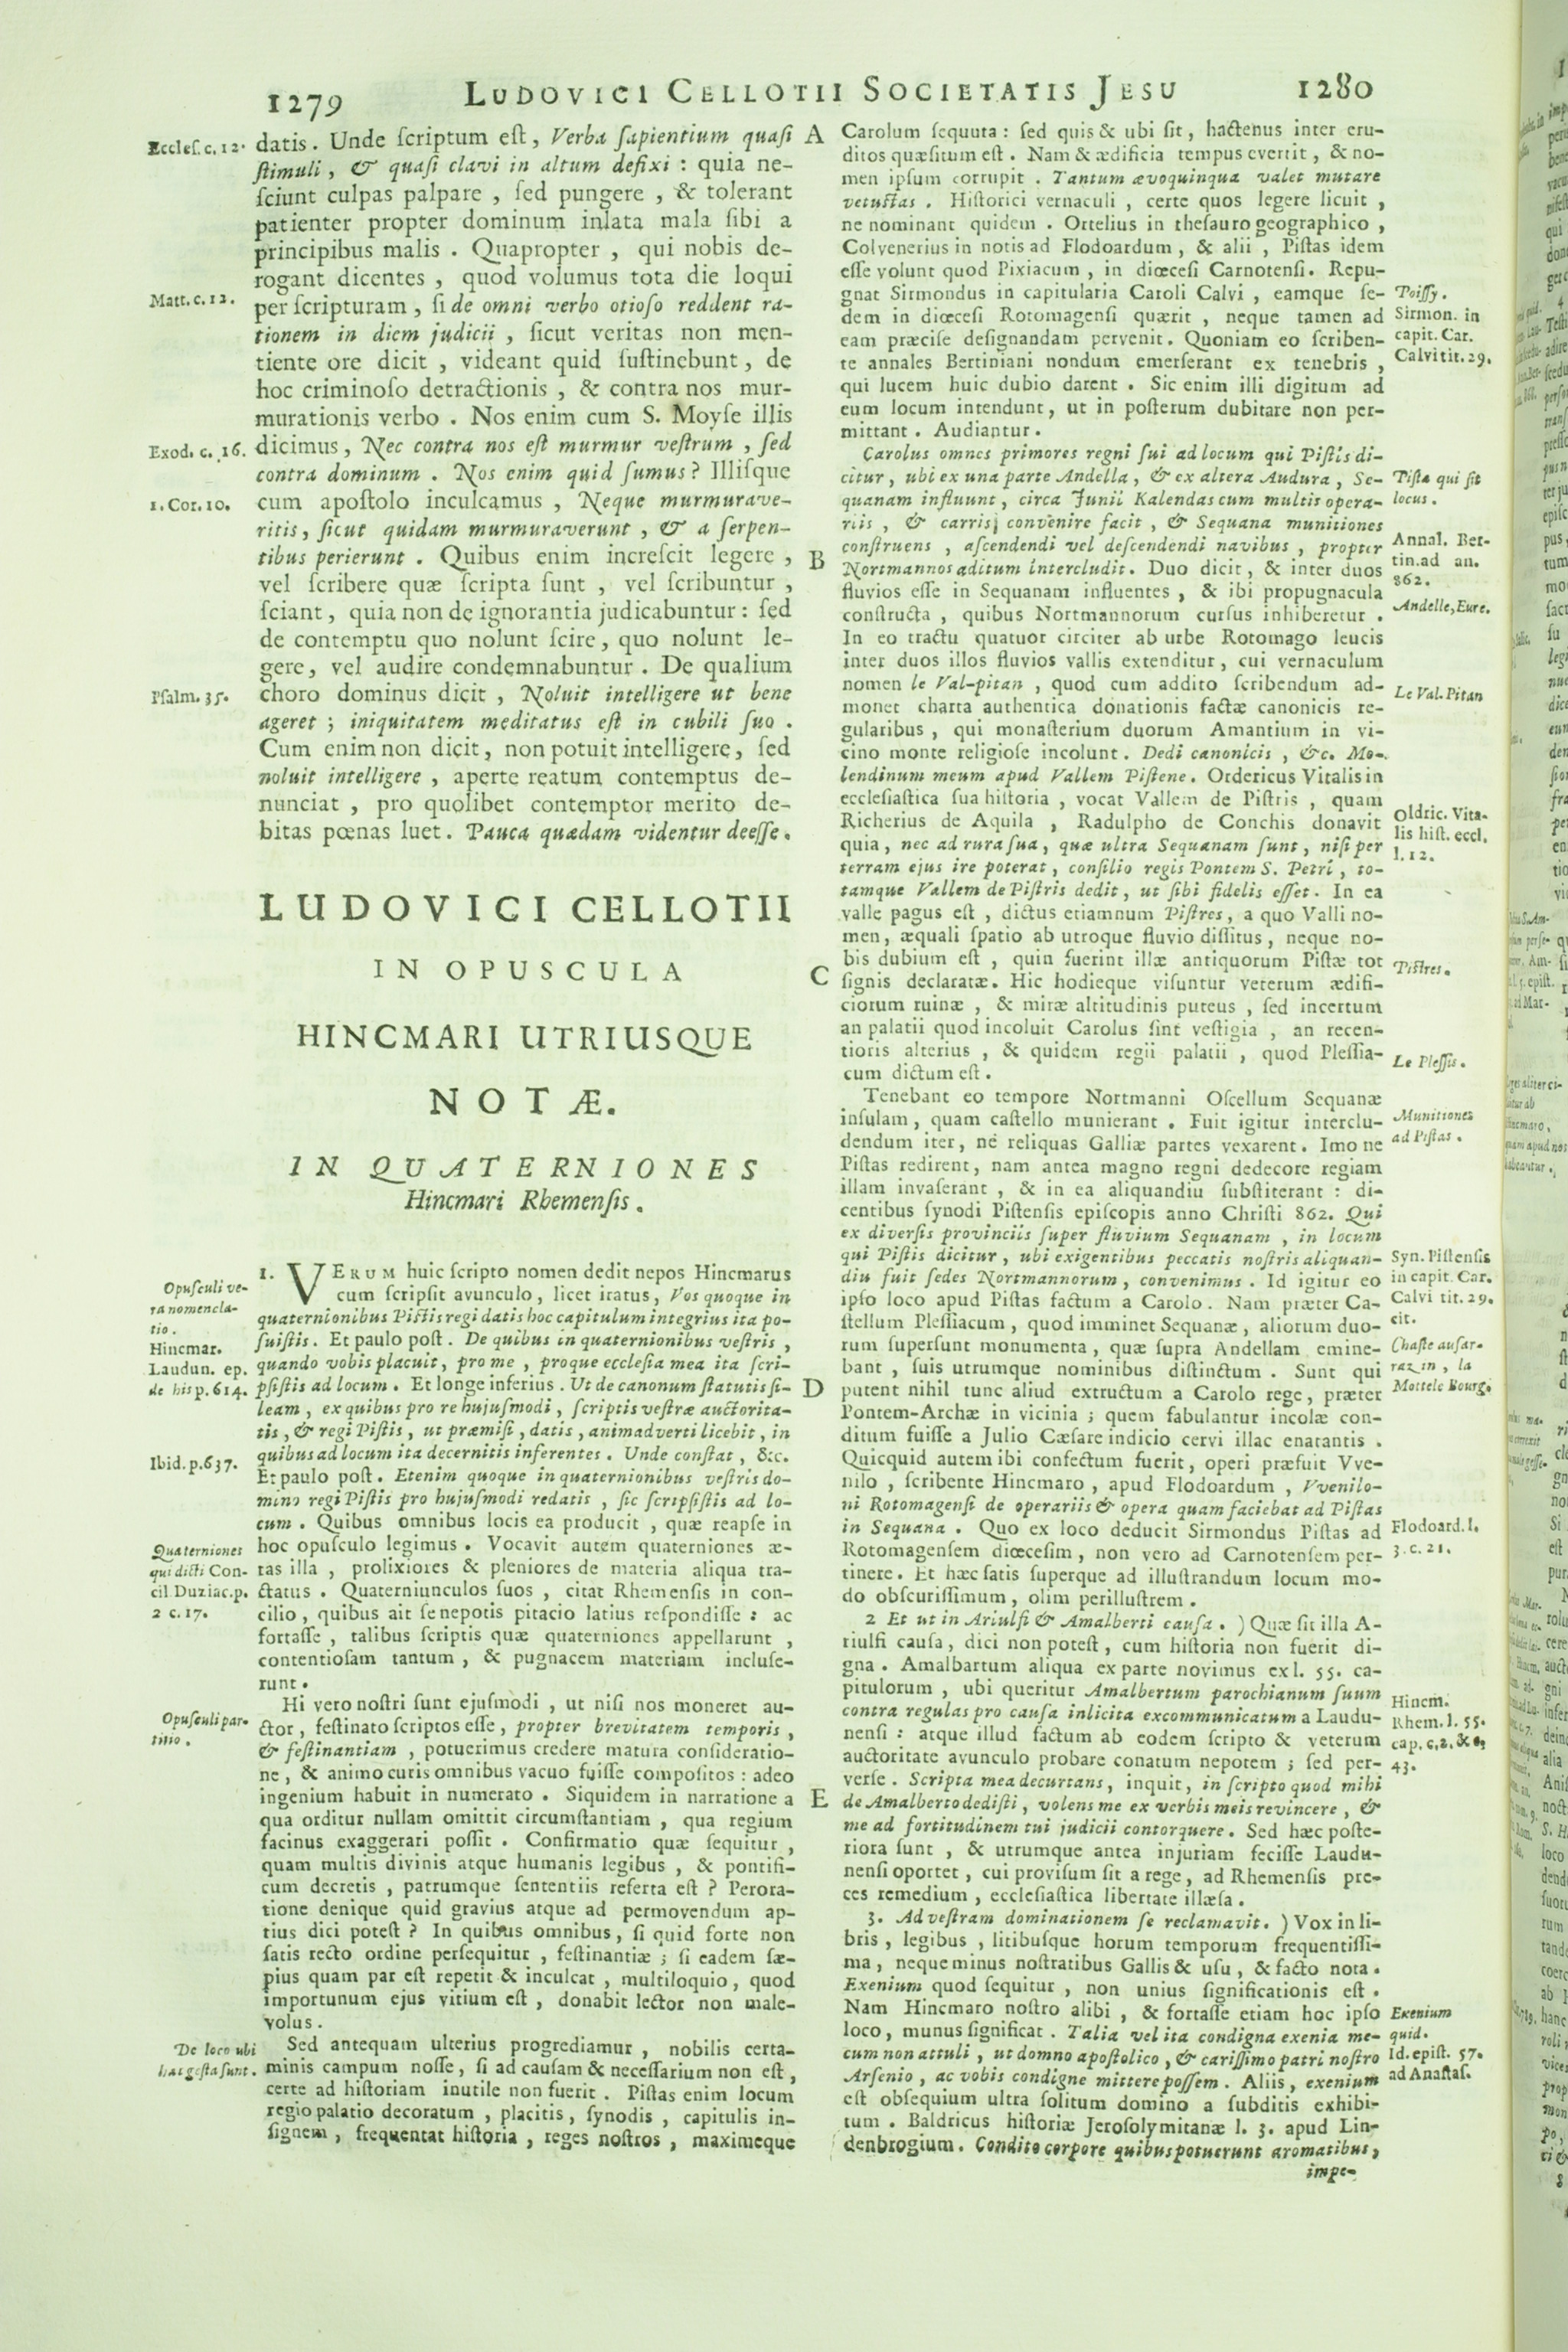 1279
LUDOVICI CELLOTII SOCIETATIS JESU
1280
Ecclef. c. 12.
datis. Unde ſcriptum eſt, Verba ſapientium quaſi
ſtimuli, & quaſi clavi in altum defixi : quia ne-
ſciunt culpas palpare, ſed pungere, & tolerant
patienter propter dominum inlata mala ſibi a
principibus malis. Quapropter, qui nobis de-
rogant dicentes, quod volumus tota die loqui
Matt. c. 12.
per ſcripturam, ſi de omni verbo otioſo reddent ra-
tionem in diem judicii, ſicut veritas non men-
tiente ore dicit, videant quid ſuſtinebunt, de
hoc criminoſo detractionis, & contra nos mur-
murationis verbo. Nos enim cum S. Moyſe illis
Exod. c. 16.
dicimus, Nec contra nos eſt murmur veſtrum, ſed
contra dominum. Nos enim quid ſumus? Illiſque
1. Cor. 10.
cum apoſtolo inculcamus, Neque murmurave-
ritis, ſicut quidam murmuraverunt, & a ſerpen-
tibus perierunt. Quibus enim increſcit legere,
vel ſcribere quæ ſcripta ſunt, vel ſcribuntur,
ſciant, quia non de ignorantia judicabuntur : ſed
de contemptu quo nolunt ſcire, quo nolunt le-
gere, vel audire condemnabuntur. De qualium
Pſalm. 35.
choro dominus dicit, Noluit intelligere ut bene
ageret ; iniquitatem meditatus eſt in cubili ſuo.
Cum enim non dicit, non potuit intelligere, ſed
noluit intelligere, aperte reatum contemptus de-
nunciat, pro quolibet contemptor merito de-
bitas pœnas luet. Pauca quædam videntur deeſſe.
LUDOVICI CELLOTII
IN OPUSCULA
HINCMARI UTRIUSQUE
NOTÆ.
IN QUATERNIONES
Hincmari Rhemenſis.
Opuſculi ve-
ra nomencla-
tio.
Hincmar.
Laudun. ep.
de his p. 614.
1. VERUM huic ſcripto nomen dedit nepos Hincmarus
cum ſcripſit avunculo, licet iratus, Vos quoque in
quaternionibus Piſtis regi datis hoc capitulum integrius ita po-
ſuiſtis. Et paulo poſt. De quibus in quaternionibus veſtris,
quando vobis placuit, pro me, proque eccleſia mea ita ſcri-
pſiſtis ad locum. Et longe inferius. Ut de canonum ſtatutis ſi-
leam, ex quibus pro re hujuſmodi, ſcriptis veſtræ auctorita-
tis, & regi Piſtis, ut præmiſi, datis, animadverti licebit, in
quibus ad locum ita decernitis inferentes. Unde conſtat, &c.
Ibid. p. 637.
Et paulo poſt. Etenim quoque in quaternionibus veſtris do-
mino regi Piſtis pro hujuſmodi re datis, ſic ſcripſiſtis ad lo-
cum. Quibus omnibus locis ea producit, quæ reapſe in
Quaterniones
qui dicti Con-
cil Duziac. p.
2 c. 17.
hoc opuſculo legimus. Vocavit autem quaterniones æ-
tas illa, prolixiores & pleniores de materia aliqua tra-
ctatus. Quaterniunculos ſuos, citat Rhemenſis in con-
cilio, quibus ait ſe nepotis pitacio latius reſpondiſſe : ac
fortaſſe, talibus ſcriptis quæ quaterniones appellarunt,
contentioſam tantum, & pugnacem materiam incluſe-
runt.
Opuſculi par-
titio.
Hi vero noſtri ſunt ejuſmodi, ut niſi nos moneret au-
ctor, feſtinato ſcriptos eſſe, propter brevitatem temporis,
& feſtinantiam, potuerimus credere matura conſideratio-
ne, & animo curis omnibus vacuo fuiſſe compoſitos : adeo
ingenium habuit in numerato. Siquidem in narratione a
qua orditur nullam omittit circumſtantiam, qua regium
facinus exaggerari poſſit. Confirmatio quæ ſequitur,
quam multis divinis atque humanis legibus, & pontifi-
cum decretis, patrumque ſententiis referta eſt ? Perora-
tione denique quid gravius atque ad permovendum ap-
tius dici poteſt ? In quibus omnibus, ſi quid forte non
ſatis recto ordine perſequitur, feſtinantiæ ; ſi eadem ſæ-
pius quam par eſt repetit & inculcat, multiloquio, quod
importunum ejus vitium eſt, donabit lector non male-
volus.
De loco ubi
hæc geſta ſunt.
Sed antequam ulterius progrediamur, nobilis certa-
minis campum noſſe, ſi ad cauſam & neceſſarium non eſt,
certe ad hiſtoriam inutile non fuerit. Piſtas enim locum
regio palatio decoratum, placitis, ſynodis, capitulis in-
ſignem, frequentat hiſtoria, reges noſtros, maximeque
A
B
C
D
E
Carolum ſequuta : ſed quis & ubi ſit, hactenus inter eru-
ditos quæſitum eſt. Nam & ædificia tempus evertit, & no-
men ipſum corrupit. Tantum ævo quinqua valet mutare
vetuſtas. Hiſtorici vernaculi, certe quos legere licuit,
ne nominant quidem. Ortelius in theſauro geographico,
Colvenerius in notis ad Flodoardum, & alii, Piſtas idem
eſſe volunt quod Pixiacum, in diœceſi Carnotenſi. Repu-
Poiſſy.
Sirmon. in
capit. Car.
Calvi tit. 29.
gnat Sirmondus in capitularia Caroli Calvi, eamque ſe-
dem in diœceſi Rotomagenſi quærit, neque tamen ad
eam præciſe deſignandam pervenit. Quoniam eo ſcriben-
te annales Bertiniani nondum emerſerant ex tenebris,
qui lucem huic dubio darent. Sic enim illi digitum ad
eum locum intendunt, ut in poſterum dubitare non per-
mittant. Audiantur.
Carolus omnes primores regni ſui ad locum qui Piſtis di-
Piſtæ qui ſit
locus.
citur, ubi ex una parte Andella, & ex altera Audura, Se-
quanam influunt, circa Junii Kalendas cum multis opera-
riis, & carris convenire facit, & Sequana munitiones
Annal. Ber-
tin. ad an.
862.
conſtruens, aſcendendi vel deſcendendi navibus, propter
Nortmannos aditum intercludit. Duo dicit, & inter duos
Andelle, Eure.
fluvios eſſe in Sequanam influentes, & ibi propugnacula
conſtructa, quibus Nortmannorum curſus inhiberetur.
In eo tractu quatuor circiter ab urbe Rotomago leucis
inter duos illos fluvios vallis extenditur, cui vernaculum
Le Val-Pitan
nomen le Val-pitan, quod cum addito ſcribendum ad-
monet charta authentica donationis factæ canonicis re-
gularibus, qui monaſterium duorum Amantium in vi-
cino monte religioſe incolunt. Dedi canonicis, &c. Mo-
lendinum meum apud Vallem Piſtene. Ordericus Vitalis in
eccleſiaſtica ſua hiſtoria, vocat Vallem de Piſtris, quam
Oldric. Vita-
lis hiſt. eccl.
l. 12.
Richerius de Aquila, Radulpho de Conchis donavit
quia, nec ad rura ſua, quæ ultra Sequanam ſunt, niſi per
terram ejus ire poterat, conſilio regis Pontem S. Petri, to-
tamque Vallem de Piſtris dedit, ut ſibi fidelis eſſet. In ea
valle pagus eſt, dictus etiamnum Piſtres, a quo Valli no-
men, æquali ſpatio ab utroque fluvio diſſitus, neque no-
Piſtres.
bis dubium eſt, quin fuerint illæ antiquorum Piſtæ tot
ſignis declaratæ. Hic hodieque viſuntur veterum ædifi-
ciorum ruinæ, & miræ altitudinis puteus, ſed incertum
an palatii quod incoluit Carolus ſint veſtigia, an recen-
Le Pleſſis.
tioris alterius, & quidem regii palatii, quod Pleſſia-
cum dictum eſt.
Tenebant eo tempore Nortmanni Oſcellum Sequanæ
Munitiones
ad Piſtas.
inſulam, quam caſtello munierant. Fuit igitur interclu-
dendum iter, ne reliquas Galliæ partes vexarent. Imo ne
Piſtas redirent, nam antea magno regni dedecore regiam
illam invaſerant, & in ea aliquandiu ſubſtiterant : di-
centibus ſynodi Piſtenſis epiſcopis anno Chriſti 862. Qui
ex diverſis provinciis ſuper fluvium Sequanam, in locum
Syn. Piſtenſis
in capit. Car.
Calvi tit. 29.
cit.
qui Piſtis dicitur, ubi exigentibus peccatis noſtris aliquan-
diu fuit ſedes Nortmannorum, convenimus. Id igitur eo
ipſo loco apud Piſtas factum a Carolo. Nam præter Ca-
ſtellum Pleſſiacum, quod imminet Sequanæ, aliorum duo-
rum ſuperſunt monumenta, quæ ſupra Andellam emine-
Chaſte au ſar-
razin, la
Motte le Bourg.
bant, ſuis utrumque nominibus diſtinctum. Sunt qui
putent nihil tunc aliud extructum a Carolo rege, præter
Pontem-Archæ in vicinia ; quem fabulantur incolæ con-
ditum fuiſſe a Julio Cæſare indicio cervi illac enatantis.
Quicquid autem ibi confectum fuerit, operi præfuit Vve-
nilo, ſcribente Hincmaro, apud Flodoardum, Vvenilo-
ni Rotomagenſi de operariis & opera quam faciebat ad Piſtas
Flodoard. l.
3. c. 21.
in Sequana. Quo ex loco deducit Sirmondus Piſtas ad
Rotomagenſem diœceſim, non vero ad Carnotenſem per-
tinere. Et hæc ſatis ſuperque ad illuſtrandum locum mo-
do obſcuriſſimum, olim perilluſtrem.
2 Et ut in Ariulfi & Amalberti cauſa. ) Quæ ſit illa A-
riulfi cauſa, dici non poteſt, cum hiſtoria non fuerit di-
gna. Amalbartum aliqua ex parte novimus ex l. 55. ca-
pitulorum, ubi queritur Amalbertum parochianum ſuum
Hincm.
Rhem. l. 55.
contra regulas pro cauſa inlicita excommunicatum a Laudu-
nenſi : atque illud factum ab eodem ſcripto & veterum
43.
auctoritate avunculo probare conatum nepotem ; ſed per-
verſe. Scripta mea decurtans, inquit, in ſcripto quod mihi
de Amalberto dediſti, volens me ex verbis meis revincere, &
me ad fortitudinem tui judicii contorquere. Sed hæc poſte-
riora ſunt, & utrumque antea injuriam feciſſe Laudu-
nenſi oportet, cui proviſum ſit a rege, ad Rhemenſis pre-
ces remedium, eccleſiaſtica libertate illæſa.
3. Ad veſtram dominationem ſe reclamavit. ) Vox in li-
bris, legibus, litibuſque horum temporum frequentiſſi-
ma, neque minus noſtratibus Gallis & uſu, & facto nota.
Exenium quod ſequitur, non unius ſignificationis eſt.
Exenium
quid.
Id. epiſt. 57.
ad Anaſtaſ.
Nam Hincmaro noſtro alibi, & fortaſſe etiam hoc ipſo
loco, munus ſignificat. Talia vel ita condigna exenia me-
cum non attuli, ut domno apoſtolico, & cariſſimo patri noſtro
Arſenio, ac vobis condigne mittere poſſem. Aliis, exenium
eſt obſequium ultra ſolitum domino a ſubditis exhibi-
tum. Baldricus hiſtoriæ Jeroſolymitanæ l. 3. apud Lin-
denbrogium. Condito corpore quibus potuerunt aromatibus,
impe-